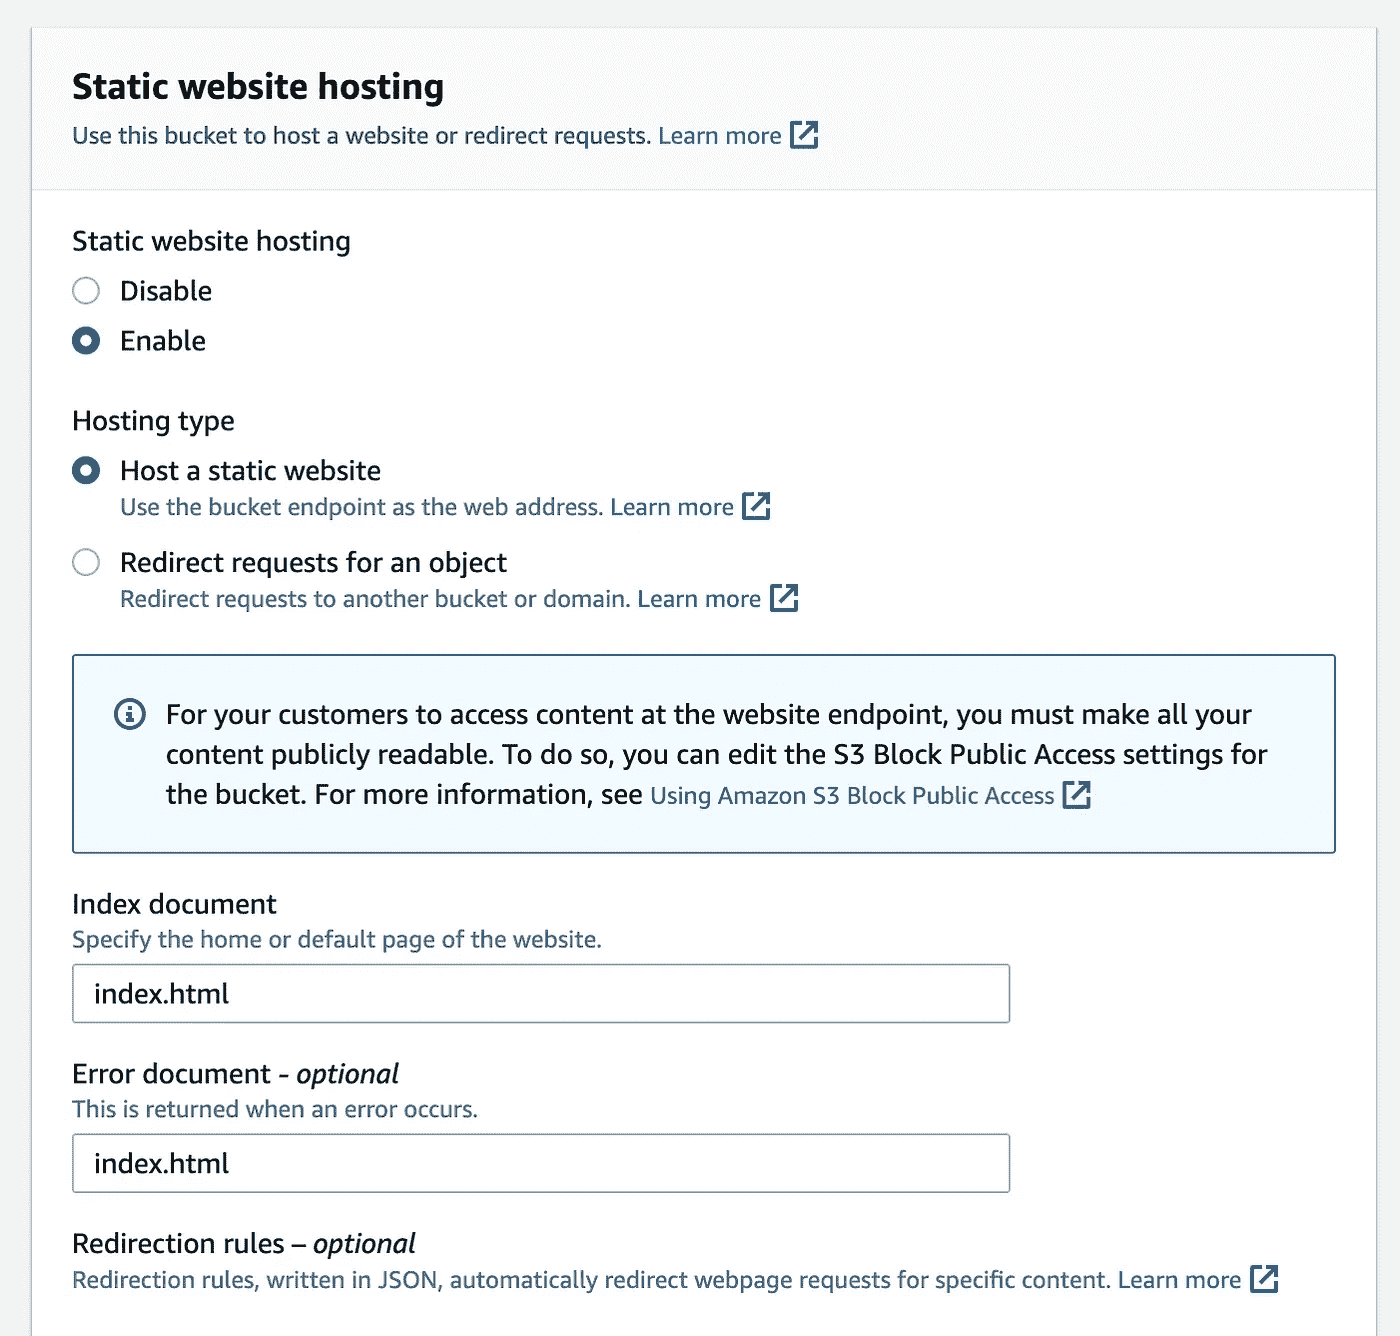 Static website hosting
Use this bucket to host a website or redirect requests. Learn more
Static website hosting
Disable
Enable
Hosting type
Host a static website
Use the bucket endpoint as the web address. Learn more
Redirect requests for an object
Redirect requests to another bucket or domain. Learn more
For your customers to access content at the website endpoint, you must make all your
content publicly readable. To do so, you can edit the S3 Block Public Access settings for
the bucket. For more information, see Using Amazon S3 Block Public Access
Index document
Specify the home or default page of the website.
index.html
Error document - optional
This is returned when an error occurs.
index.html
Redirection rules – optional
Redirection rules, written in JSON, automatically redirect webpage requests for specific content. Learn more